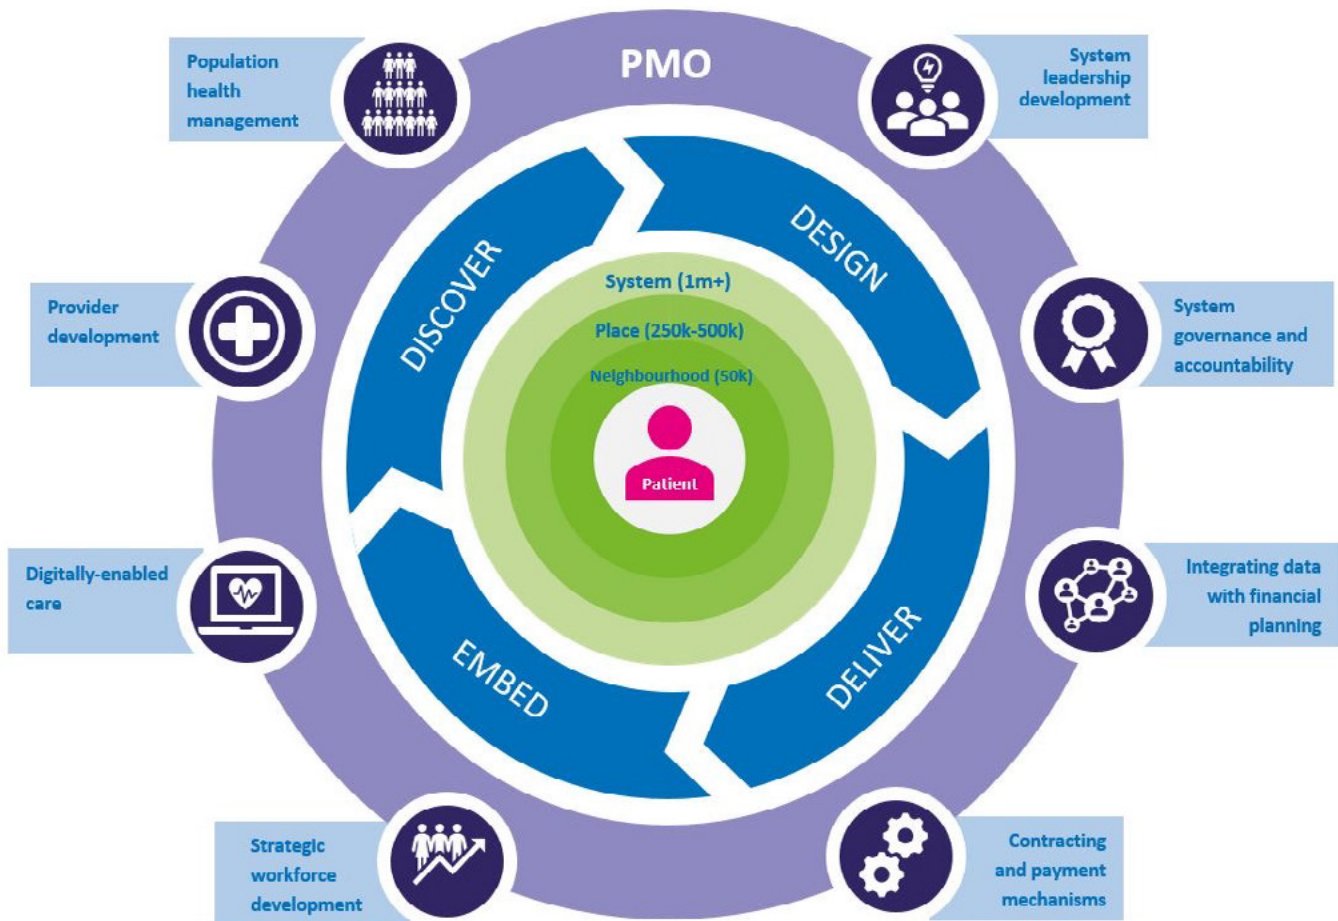 PMO
Population
health
management
System
leadership
development
DISCOVER
DESIGN
System (1m+)
Place (250k-500k)
Neighbourhood (50k)
Patient
Provider
development
System
governance and
accountability
Digitally-enabled
care
Integrating data
with financial
planning
EMBED
DELIVER
Strategic
workforce
development
Contracting
and payment
mechanisms